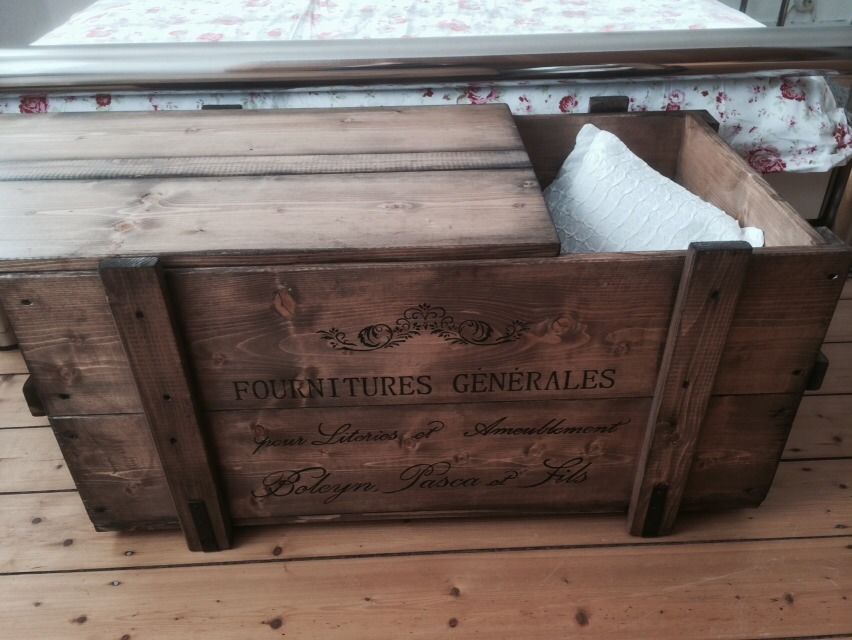 FOURNITURES GÉNÉRALES
pour Literies et Ameublement
Boleyn, Pasca et Fils